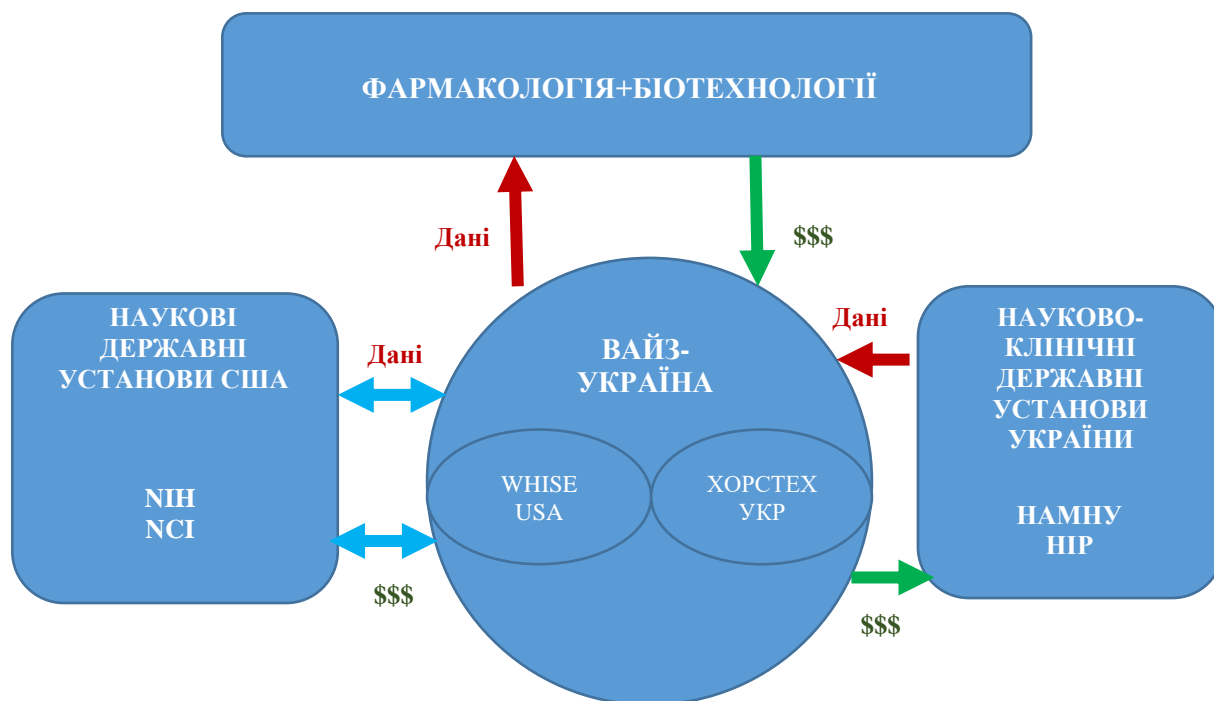 ФАРМАКОЛОГІЯ+БІОТЕХНОЛОГІЇ
Дані
$$$
НАУКОВІ
ДЕРЖАВНІ
УСТАНОВИ США
NIH
NCI
Дані
$$$
ВАЙЗ-
УКРАЇНА
WHISE
USA
ХОРСТЕХ
УКР
Дані
$$$
НАУКОВО-
КЛІНІЧНІ
ДЕРЖАВНІ
УСТАНОВИ
УКРАЇНИ
НАМНУ
НІР